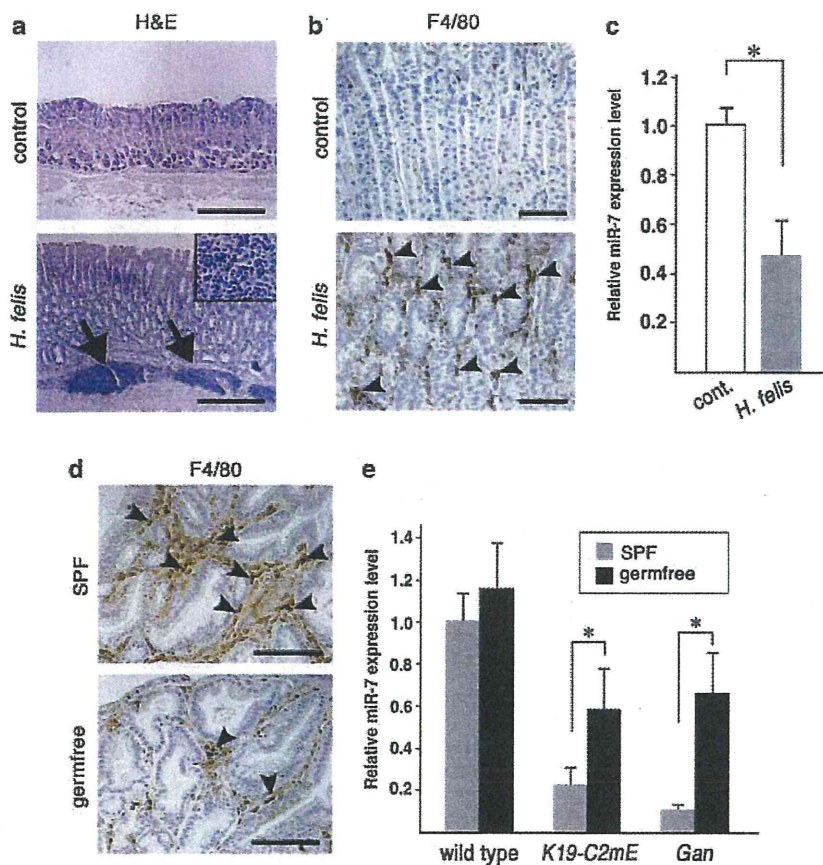 a
H&E
control
H. felis
b
F4/80
control
H. felis
c
*
Relative miR-7 expression level
1.2
1.0
0.8
0.6
0.4
0.2
cont.
H. felis
d
F4/80
SPF
germfree
e
Relative miR-7 expression level
1.4
1.2
1.0
0.8
0.6
0.4
0.2
SPF
germfree
*
*
wild type
K19-C2mE
Gan